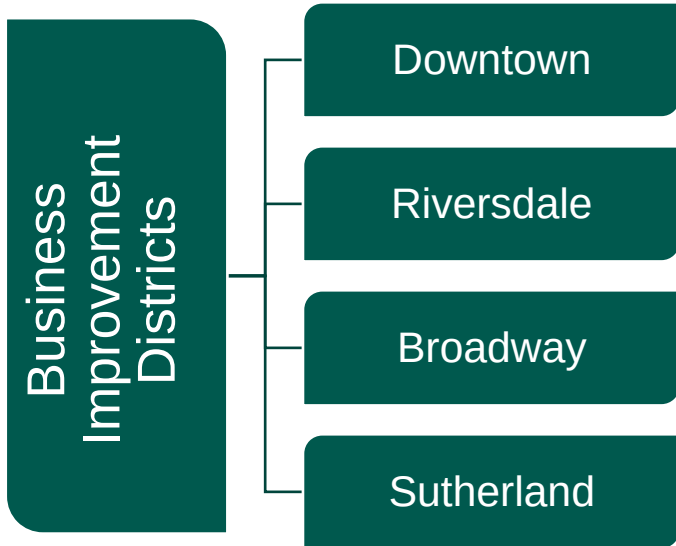 Business
Improvement
Districts
Downtown
Riversdale
Broadway
Sutherland